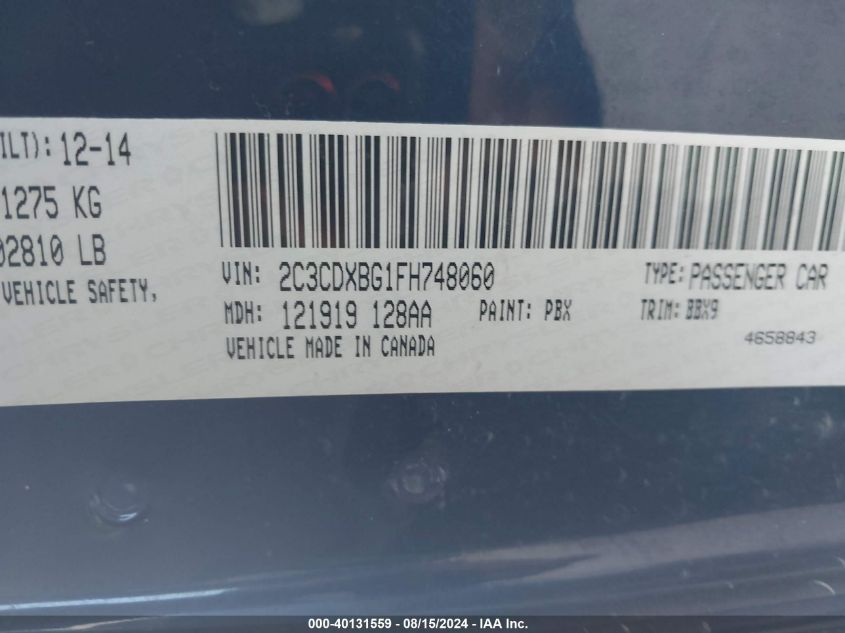 ILT): 12-14
1275 KG
02810 LB
VEHICLE SAFETY,
VIN: 2C3CDXBG1FH748060 TYPE: PASSENGER CAR
MDH: 121919 128AA PAINT: PBX TRIM: BBX9
VEHICLE MADE IN CANADA 4658843
000-40131559 - 08/15/2024 - IAA Inc.